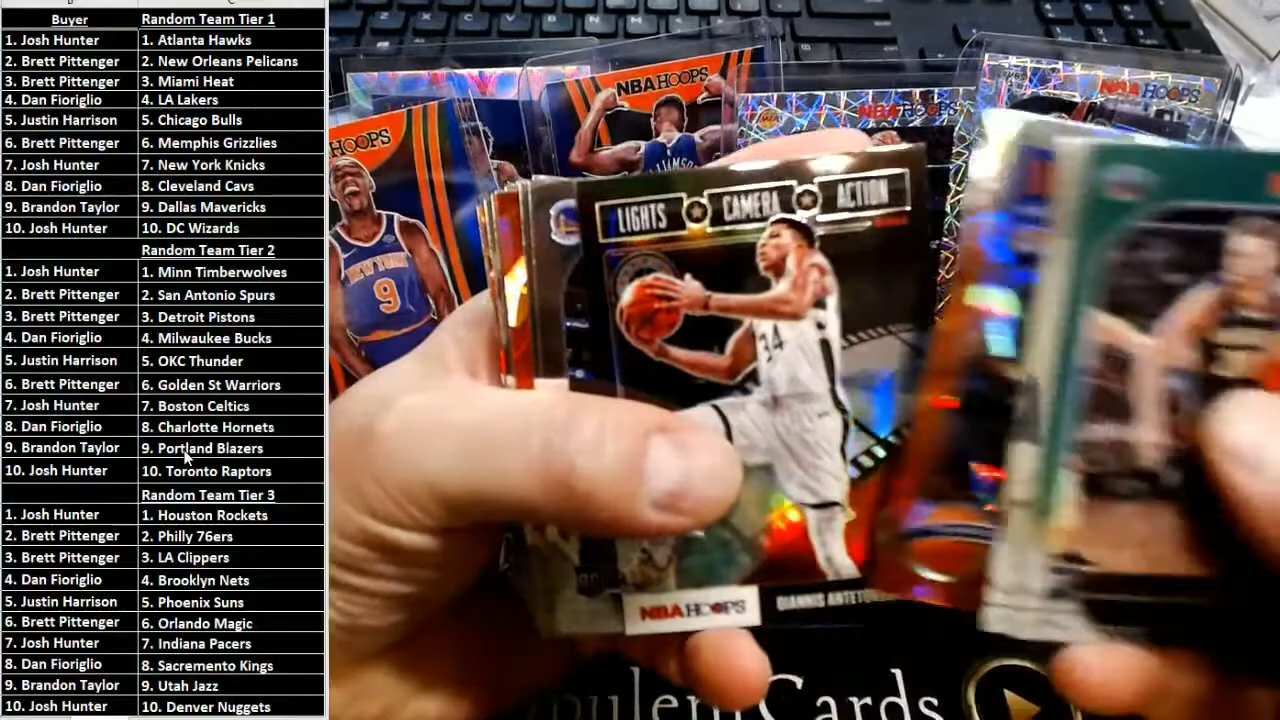 Buyer Random Team Tier 1
1. Josh Hunter 1. Atlanta Hawks
2. Brett Pittenger 2. New Orleans Pelicans
3. Brett Pittenger 3. Miami Heat
4. Dan Fioriglio 4. LA Lakers
5. Justin Harrison 5. Chicago Bulls
6. Brett Pittenger 6. Memphis Grizzlies
7. Josh Hunter 7. New York Knicks
8. Dan Fioriglio 8. Cleveland Cavs
9. Brandon Taylor 9. Dallas Mavericks
10. Josh Hunter 10. DC Wizards
Random Team Tier 2
1. Josh Hunter 1. Minn Timberwolves
2. Brett Pittenger 2. San Antonio Spurs
3. Brett Pittenger 3. Detroit Pistons
4. Dan Fioriglio 4. Milwaukee Bucks
5. Justin Harrison 5. OKC Thunder
6. Brett Pittenger 6. Golden St Warriors
7. Josh Hunter 7. Boston Celtics
8. Dan Fioriglio 8. Charlotte Hornets
9. Brandon Taylor 9. Portland Blazers
10. Josh Hunter 10. Toronto Raptors
Random Team Tier 3
1. Josh Hunter 1. Houston Rockets
2. Brett Pittenger 2. Philly 76ers
3. Brett Pittenger 3. LA Clippers
4. Dan Fioriglio 4. Brooklyn Nets
5. Justin Harrison 5. Phoenix Suns
6. Brett Pittenger 6. Orlando Magic
7. Josh Hunter 7. Indiana Pacers
8. Dan Fioriglio 8. Sacremento Kings
9. Brandon Taylor 9. Utah Jazz
10. Josh Hunter 10. Denver Nuggets
NBA HOOPS
NBA HOOPS
NBA HOOPS
HOOPS
NEW YORK
9
LIGHTS CAMERA ACTION
34
NBA HOOPS
GIANNIS
Cards